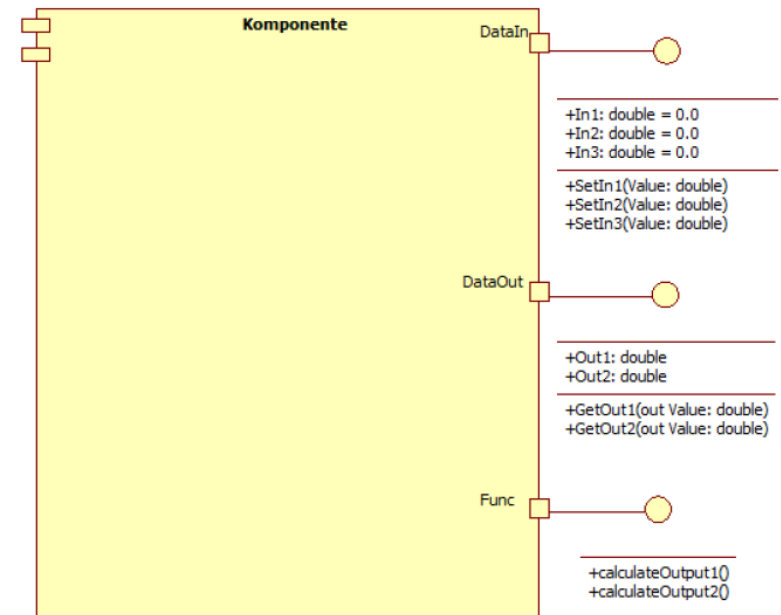 Komponente
DataIn
+In1: double = 0.0
+In2: double = 0.0
+In3: double = 0.0
+SetIn1(Value: double)
+SetIn2(Value: double)
+SetIn3(Value: double)
DataOut
+Out1: double
+Out2: double
+GetOut1(out Value: double)
+GetOut2(out Value: double)
Func
+calculateOutput1()
+calculateOutput2()